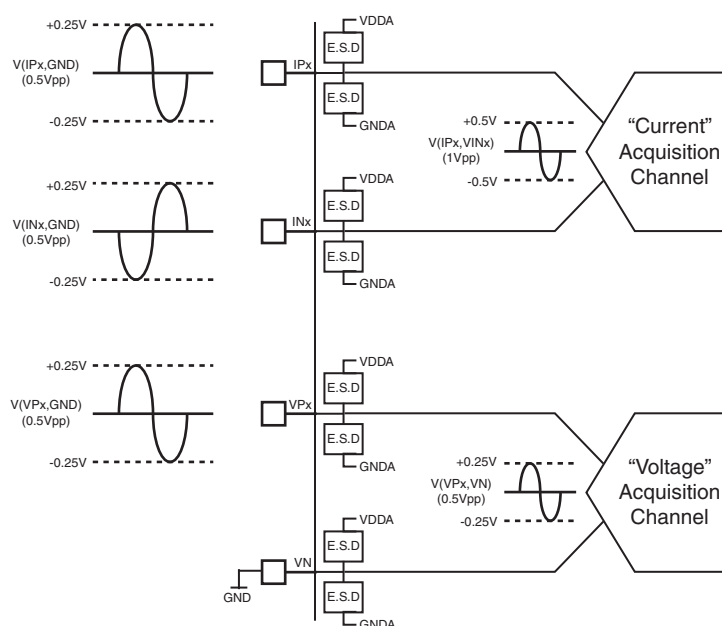 +0.25V
V(IPx,GND)
(0.5Vpp)
-0.25V
IPx
VDDA
E.S.D
E.S.D
GNDA
+0.5V
V(IPx,VINx)
(1Vpp)
-0.5V
“Current”
Acquisition
Channel
+0.25V
V(INx,GND)
(0.5Vpp)
-0.25V
INx
VDDA
E.S.D
E.S.D
GNDA
+0.25V
V(VPx,GND)
(0.5Vpp)
-0.25V
VPx
VDDA
E.S.D
E.S.D
GNDA
+0.25V
V(VPx,VN)
(0.5Vpp)
-0.25V
“Voltage”
Acquisition
Channel
GND
VN
VDDA
E.S.D
E.S.D
GNDA